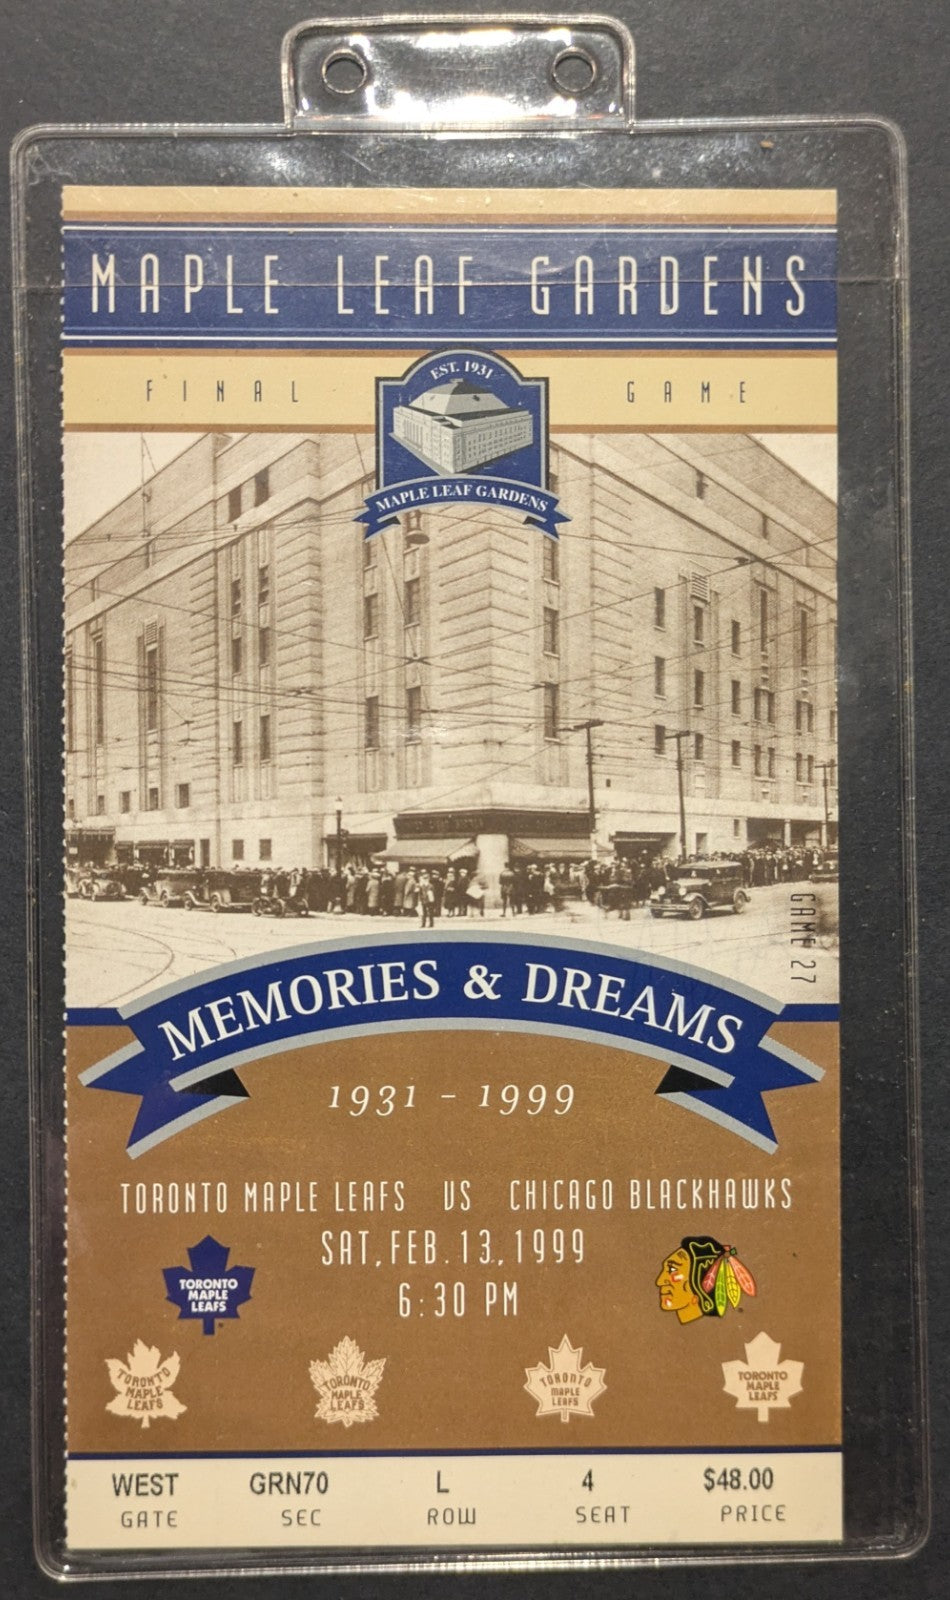 MAPLE LEAF GARDENS
FINAL GAME
EST. 1931
MAPLE LEAF GARDENS
GAME 27
MEMORIES & DREAMS
1931 - 1999
TORONTO MAPLE LEAFS VS CHICAGO BLACKHAWKS
SAT, FEB. 13, 1999
6:30 PM
TORONTO
MAPLE
LEAFS
TORONTO
MAPLE
LEAFS
TORONTO
MAPLE
LEAFS
TORONTO
MAPLE
LEAFS
TORONTO
MAPLE
LEAFS
WEST GRN70 L 4 $48.00
GATE SEC ROW SEAT PRICE